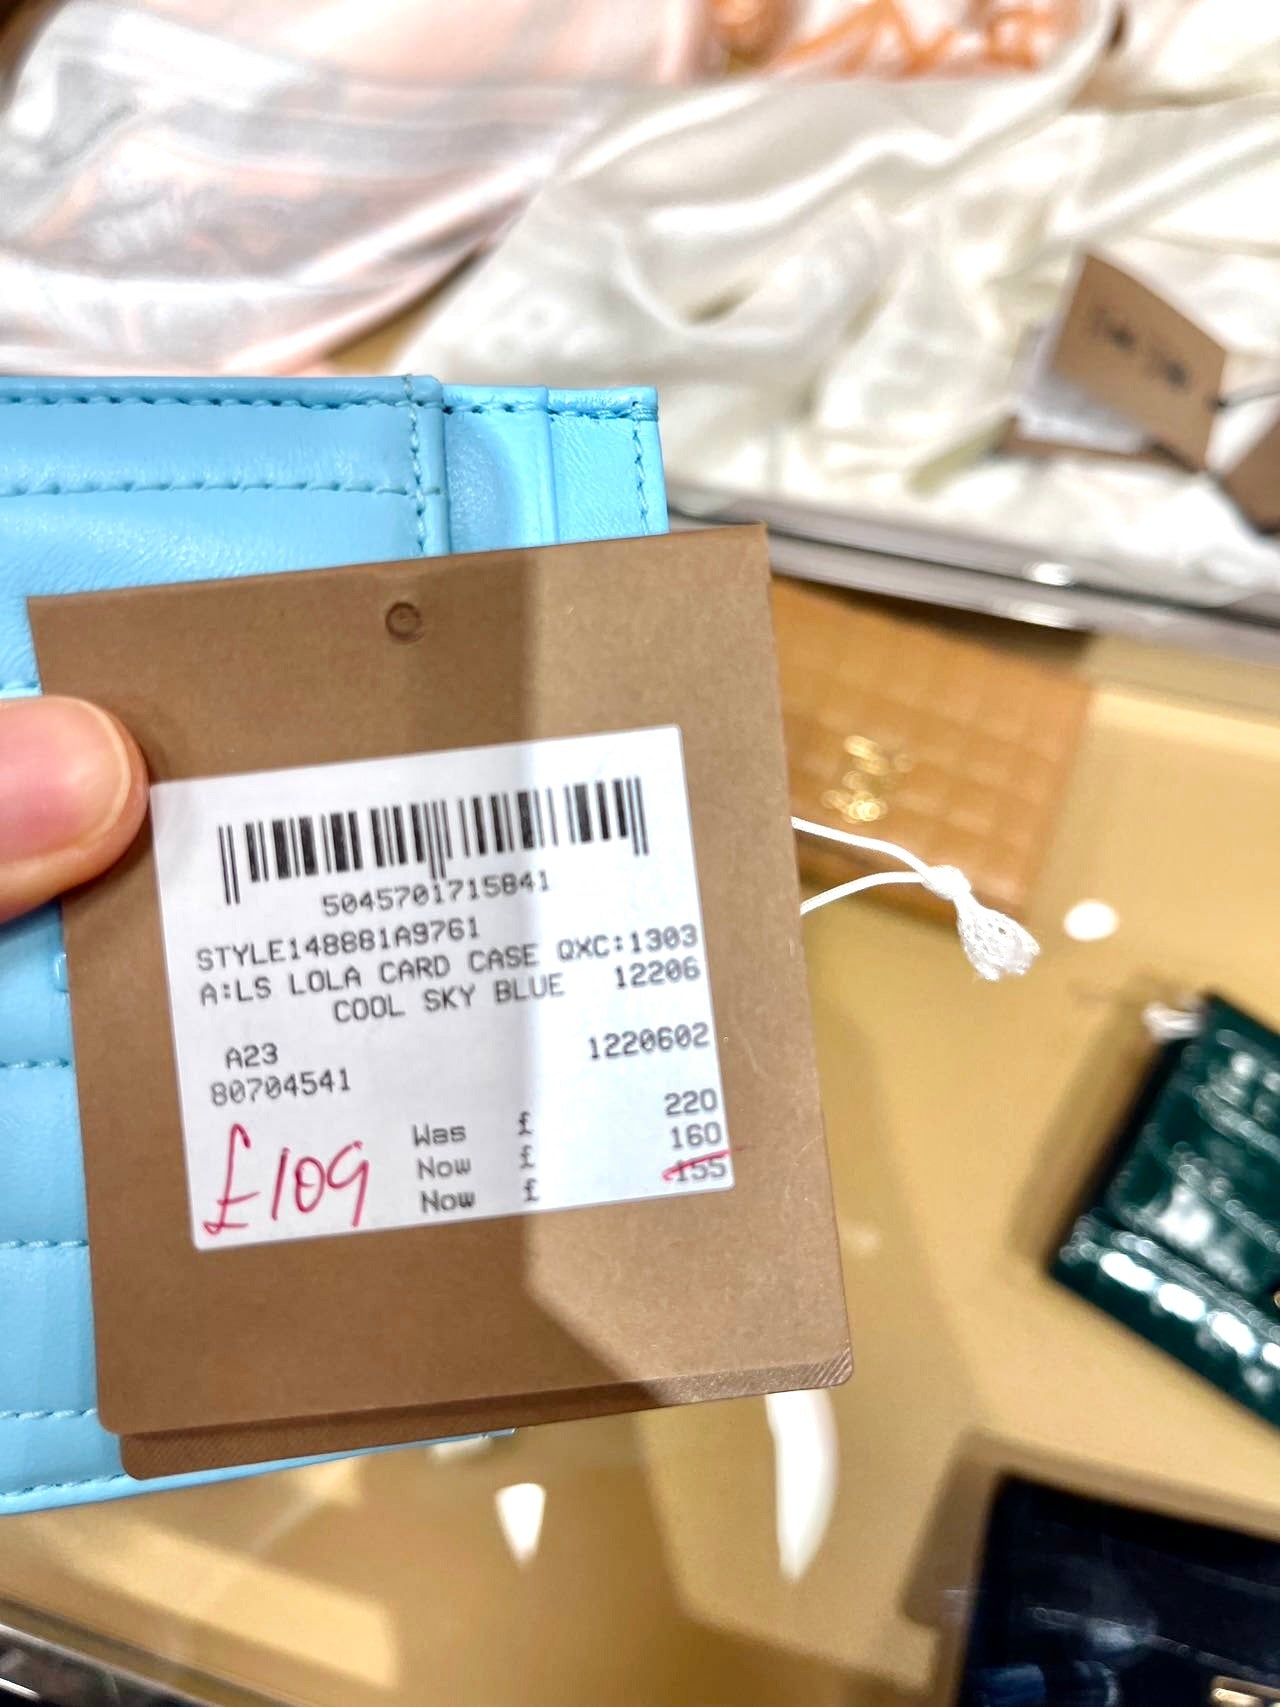 5045701715841
STYLE148881A9761
A:LS LOLA CARD CASE QXC:1303
COOL SKY BLUE 12206
A23 1220602
80704541
220
Was £ 160
Now £ 155
Now £
£109